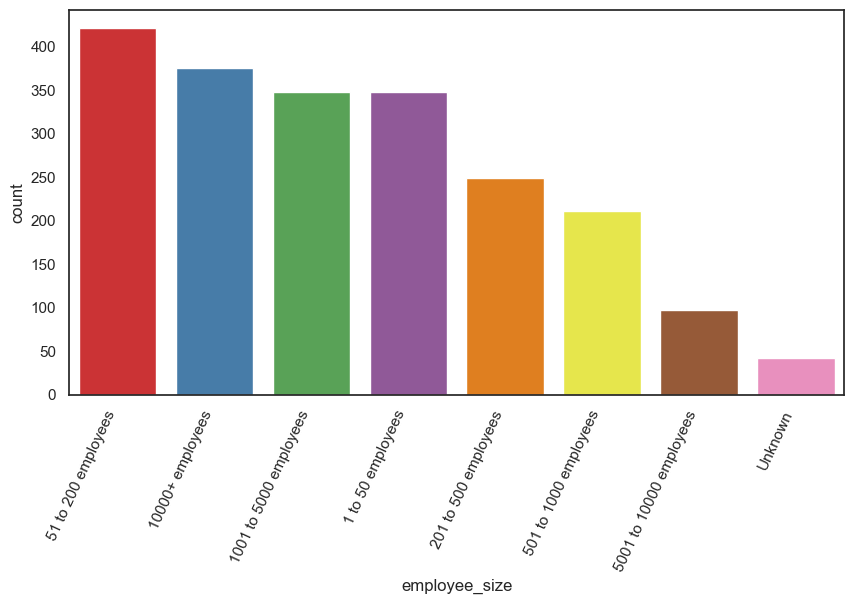 count
400
350
300
250
200
150
100
50
0
51 to 200 employees
10000+ employees
1001 to 5000 employees
1 to 50 employees
201 to 500 employees
501 to 1000 employees
5001 to 10000 employees
Unknown
employee_size